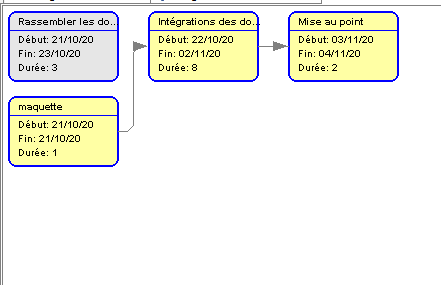 Rassembler les do...
Début: 21/10/20
Fin: 23/10/20
Durée: 3
Intégrations des do...
Début: 22/10/20
Fin: 02/11/20
Durée: 8
Mise au point
Début: 03/11/20
Fin: 04/11/20
Durée: 2
maquette
Début: 21/10/20
Fin: 21/10/20
Durée: 1